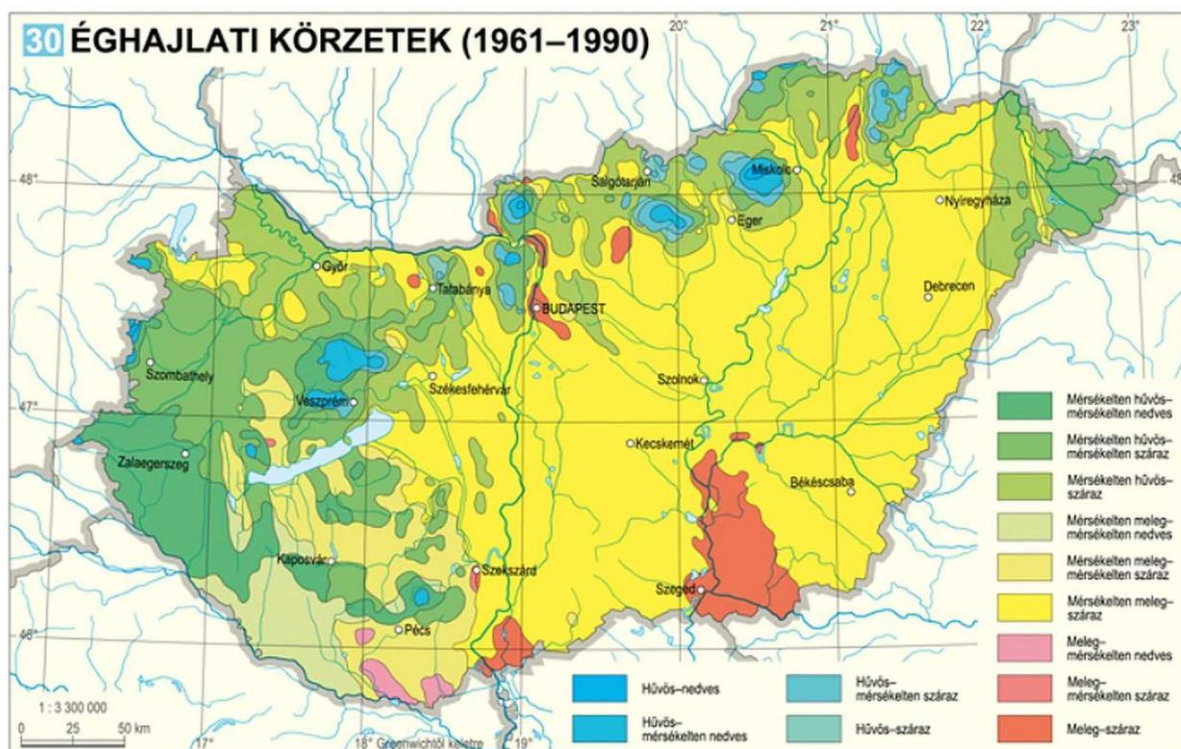 30 ÉGHAJLATI KÖRZETEK (1961–1990)
20°
21°
22°
23°
48°
48
Salgótarján
Miskolc
Eger
Nyíregyháza
Győr
Tatabánya
BUDAPEST
Debrecen
Szombathely
Székesfehérvár
Szolnok
Veszprém
47°
Kecskemét
Zalaegerszeg
Békéscsaba
Kaposvár
Szekszárd
Szeged
Pécs
46
Mérsékelten hűvös–
mérsékelten nedves
Mérsékelten hűvös–
mérsékelten száraz
Mérsékelten hűvös–
száraz
Mérsékelten meleg–
mérsékelten nedves
Mérsékelten meleg–
mérsékelten száraz
Mérsékelten meleg–
száraz
Meleg–
mérsékelten nedves
Meleg–
mérsékelten száraz
Meleg–száraz
Hűvös–nedves
Hűvös–
mérsékelten nedves
Hűvös–
mérsékelten száraz
Hűvös–száraz
1 : 3 300 000
0 25 50 km
17°
18
Greenwichtől keletre
19°